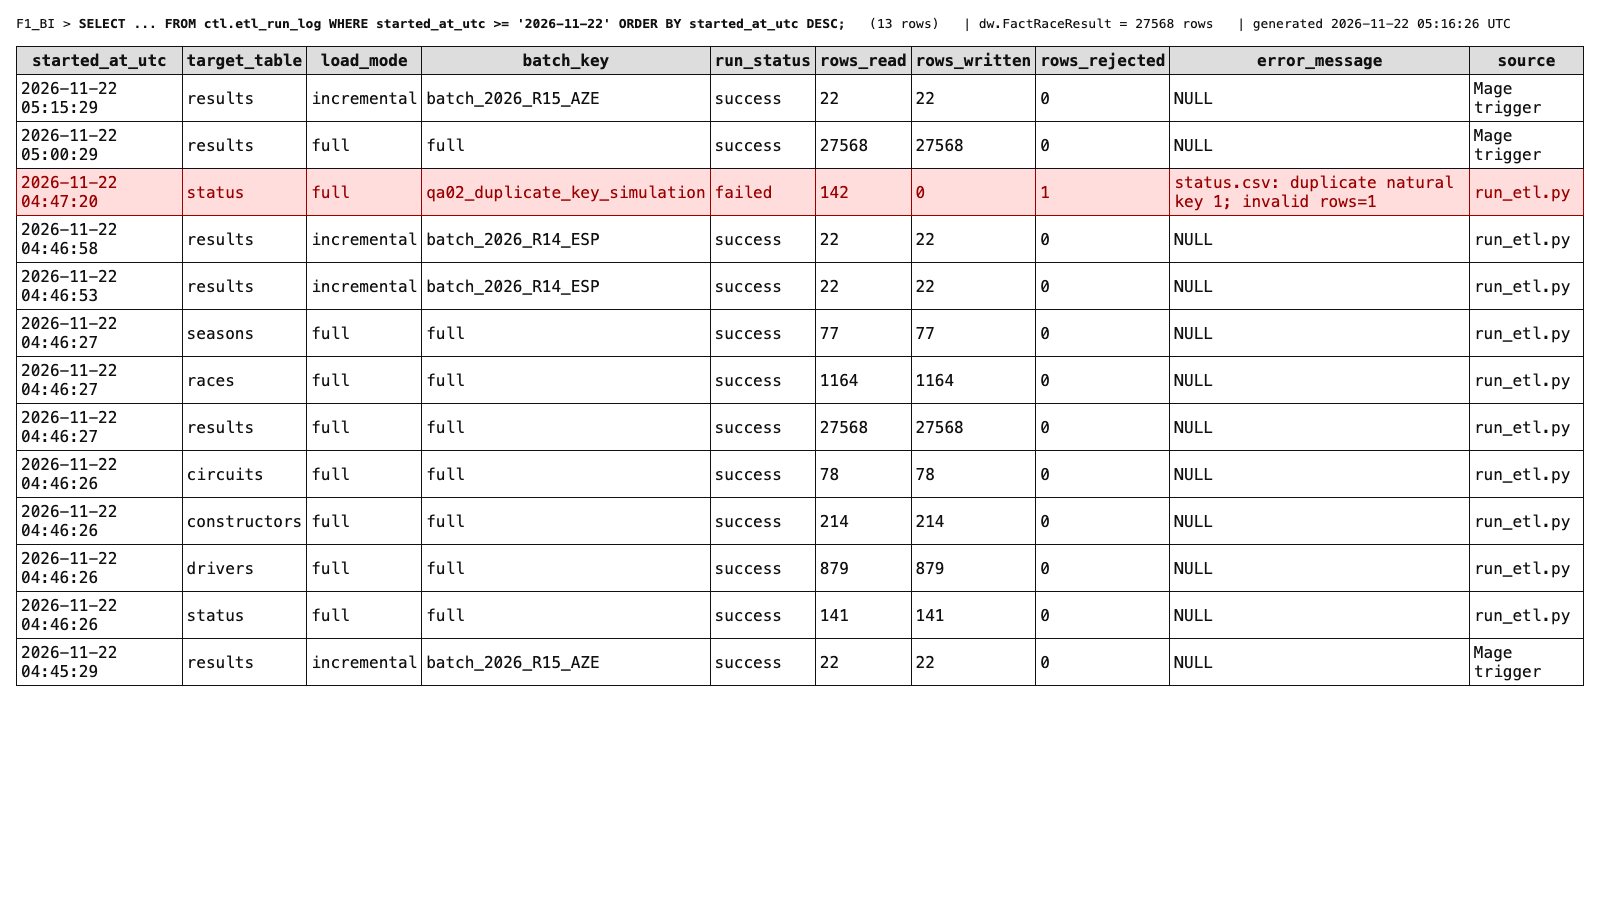 F1_BI > SELECT ... FROM ctl.etl_run_log WHERE started_at_utc >= '2026-11-22' ORDER BY started_at_utc DESC; (13 rows) | dw.FactRaceResult = 27568 rows | generated 2026-11-22 05:16:26 UTC
started_at_utc target_table load_mode batch_key run_status rows_read rows_written rows_rejected error_message source
2026-11-22 05:15:29 results incremental batch_2026_R15_AZE success 22 22 0 NULL Mage trigger
2026-11-22 05:00:29 results full full success 27568 27568 0 NULL Mage trigger
2026-11-22 04:47:20 status full qa02_duplicate_key_simulation failed 142 0 1 status.csv: duplicate natural key 1; invalid rows=1 run_etl.py
2026-11-22 04:46:58 results incremental batch_2026_R14_ESP success 22 22 0 NULL run_etl.py
2026-11-22 04:46:53 results incremental batch_2026_R14_ESP success 22 22 0 NULL run_etl.py
2026-11-22 04:46:27 seasons full full success 77 77 0 NULL run_etl.py
2026-11-22 04:46:27 races full full success 1164 1164 0 NULL run_etl.py
2026-11-22 04:46:27 results full full success 27568 27568 0 NULL run_etl.py
2026-11-22 04:46:26 circuits full full success 78 78 0 NULL run_etl.py
2026-11-22 04:46:26 constructors full full success 214 214 0 NULL run_etl.py
2026-11-22 04:46:26 drivers full full success 879 879 0 NULL run_etl.py
2026-11-22 04:46:26 status full full success 141 141 0 NULL run_etl.py
2026-11-22 04:45:29 results incremental batch_2026_R15_AZE success 22 22 0 NULL Mage trigger